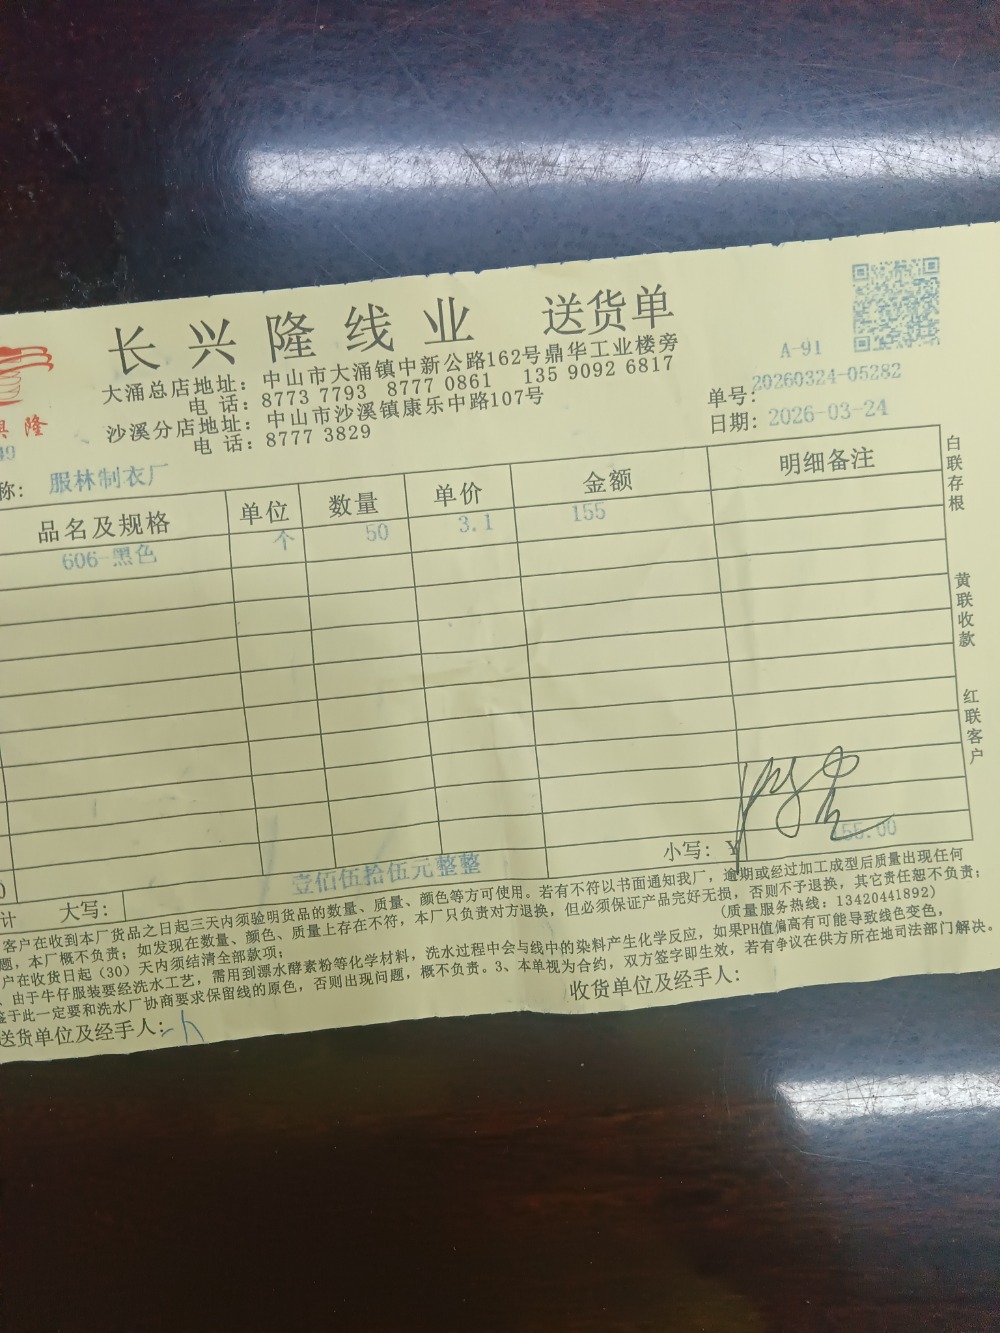 长兴隆线业 送货单
大涌总店地址：中山市大涌镇中新公路162号鼎华工业楼旁
电 话：8773 7793 8777 0861 135 9092 6817
沙溪分店地址：中山市沙溪镇康乐中路107号
电 话：8777 3829
隆
A-91
单号：20260324-05282
日期：2026-03-24
49
称：服林制衣厂
品名及规格 单位 数量 单价 金额 明细备注
606-黑色 个 50 3.1 155
白联存根
黄联收款
红联客户
计 大写：壹佰伍拾伍元整整 小写：¥ 155.00
客户在收到本厂货品之日起三天内须验明货品的数量、质量、颜色等方可使用。若有不符以书面通知我厂，逾期或经过加工成型后质量出现任何
题，本厂概不负责；如发现在数量、颜色、质量上存在不符，本厂只负责对方退换，但必须保证产品完好无损，否则不予退换，其它责任恕不负责；
户在收货日起（30）天内须结清全部款项； （质量服务热线：13420441892）
由于牛仔服装要经洗水工艺，需用到漂水酵素粉等化学材料，洗水过程中会与线中的染料产生化学反应，如果PH值偏高有可能导致线色变色，
鉴于此一定要和洗水厂协商要求保留线的原色，否则出现问题，概不负责。3、本单视为合约，双方签字即生效，若有争议在供方所在地司法部门解决。
送货单位及经手人： 收货单位及经手人：